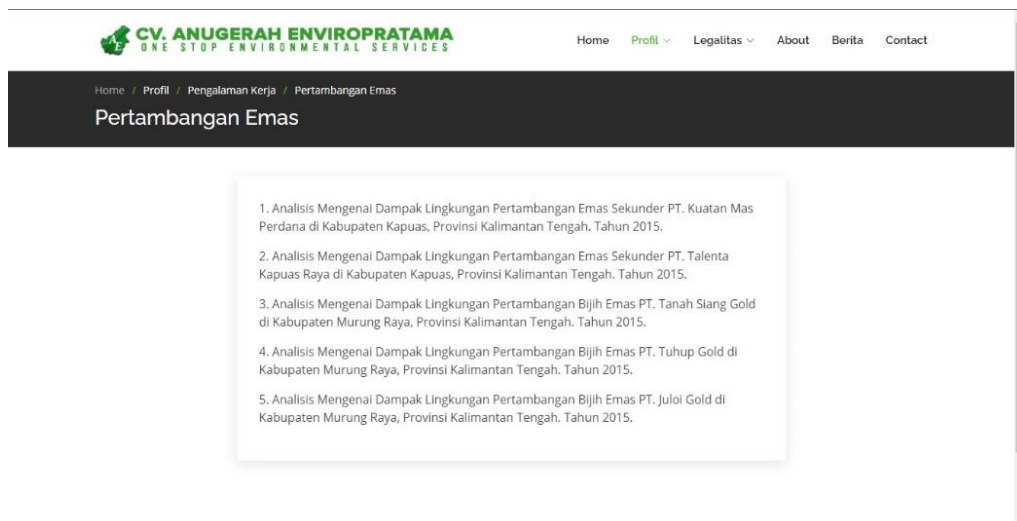 CV. ANUGERAH ENVIROPRATAMA
ONE STOP ENVIRONMENTAL SERVICES
Home Profil Legalitas About Berita Contact
Home / Profil / Pengalaman Kerja / Pertambangan Emas
Pertambangan Emas
1. Analisis Mengenai Dampak Lingkungan Pertambangan Emas Sekunder PT. Kuatan Mas
Perdana di Kabupaten Kapuas, Provinsi Kalimantan Tengah. Tahun 2015.
2. Analisis Mengenai Dampak Lingkungan Pertambangan Emas Sekunder PT. Talenta
Kapuas Raya di Kabupaten Kapuas, Provinsi Kalimantan Tengah. Tahun 2015.
3. Analisis Mengenai Dampak Lingkungan Pertambangan Bijih Emas PT. Tanah Siang Gold
di Kabupaten Murung Raya, Provinsi Kalimantan Tengah. Tahun 2015.
4. Analisis Mengenai Dampak Lingkungan Pertambangan Bijih Emas PT. Tuhup Gold di
Kabupaten Murung Raya, Provinsi Kalimantan Tengah. Tahun 2015.
5. Analisis Mengenai Dampak Lingkungan Pertambangan Bijih Emas PT. Juloi Gold di
Kabupaten Murung Raya, Provinsi Kalimantan Tengah. Tahun 2015.